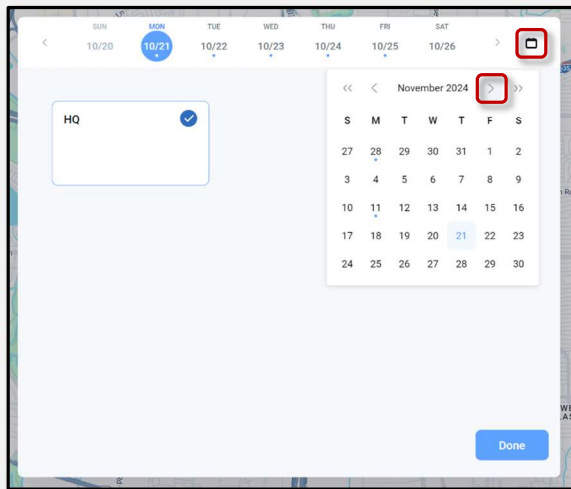 SUN MON TUE WED THU FRI SAT
< 10/20 10/21 10/22 10/23 10/24 10/25 10/26 >
<< < November 2024 > >>
HQ
S M T W T F S
27 28 29 30 31 1 2
3 4 5 6 7 8 9
10 11 12 13 14 15 16
17 18 19 20 21 22 23
24 25 26 27 28 29 30
Done